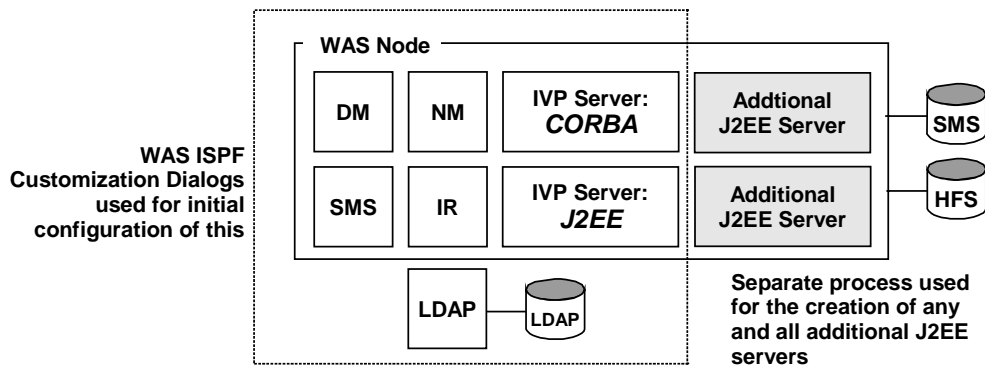 WAS Node
DM
NM
IVP Server:
CORBA
Addtional
J2EE Server
SMS
WAS ISPF
Customization Dialogs
used for initial
configuration of this
SMS
IR
IVP Server:
J2EE
Additional
J2EE Server
HFS
LDAP
LDAP
Separate process used
for the creation of any
and all additional J2EE
servers